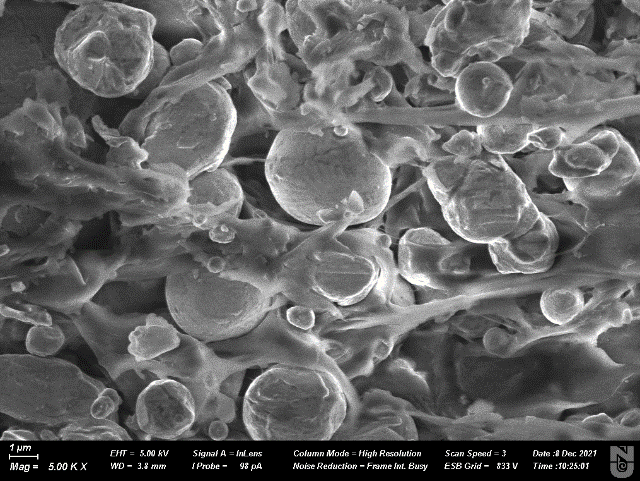 1 µm
Mag = 5.00 K X
EHT = 5.00 kV
WD = 3.8 mm
Signal A = InLens
I Probe = 98 pA
Column Mode = High Resolution
Noise Reduction = Frame Int. Busy
Scan Speed = 3
ESB Grid = 833 V
Date :8 Dec 2021
Time :10:25:01